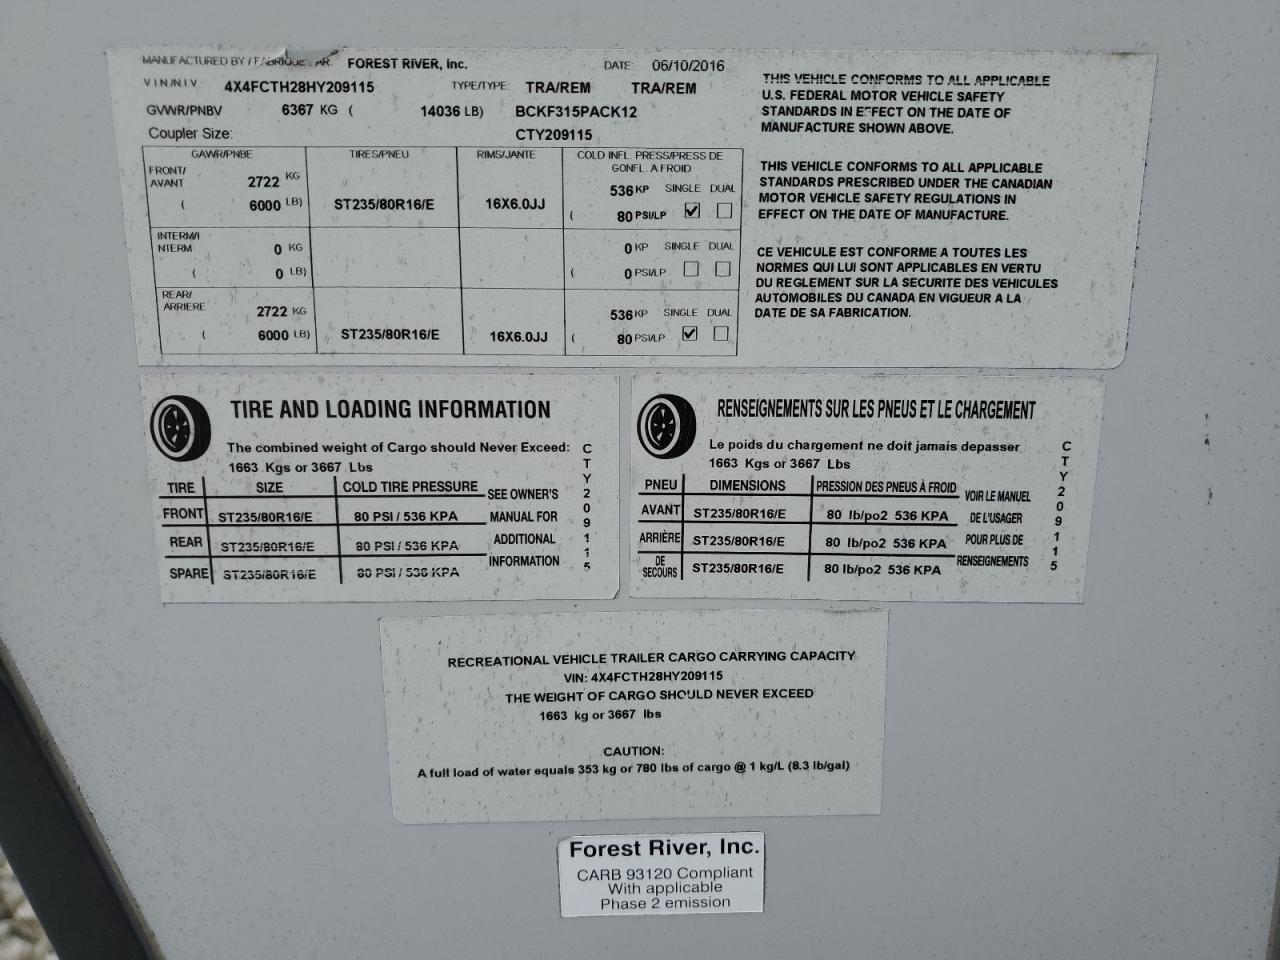 MANUFACTURED BY / FABRIQUE PAR FOREST RIVER, Inc. DATE 06/10/2016
VIN/NIV 4X4FCTH28HY209115 TYPE/TYPE: TRA/REM TRA/REM
GVWR/PNBV 6367 KG ( 14036 LB) BCKF315PACK12
Coupler Size: CTY209115
GAWR/PNBE TIRES/PNEU RIMS/JANTE COLD INFL. PRESS/PRESS DE GONFL. A FROID
FRONT/ AVANT 2722 KG 536 KP SINGLE DUAL
( 6000 LB) ST235/80R16/E 16X6.0JJ ( 80 PSI/LP
INTERM/I NTERM 0 KG 0 KP SINGLE DUAL
( 0 LB) ( 0 PSI/LP
REAR/ ARRIERE 2722 KG 536 KP SINGLE DUAL
( 6000 LB) ST235/80R16/E 16X6.0JJ ( 80 PSI/LP
THIS VEHICLE CONFORMS TO ALL APPLICABLE
U.S. FEDERAL MOTOR VEHICLE SAFETY
STANDARDS IN EFFECT ON THE DATE OF
MANUFACTURE SHOWN ABOVE.
THIS VEHICLE CONFORMS TO ALL APPLICABLE
STANDARDS PRESCRIBED UNDER THE CANADIAN
MOTOR VEHICLE SAFETY REGULATIONS IN
EFFECT ON THE DATE OF MANUFACTURE.
CE VEHICULE EST CONFORME A TOUTES LES
NORMES QUI LUI SONT APPLICABLES EN VERTU
DU REGLEMENT SUR LA SECURITE DES VEHICULES
AUTOMOBILES DU CANADA EN VIGUEUR A LA
DATE DE SA FABRICATION.
TIRE AND LOADING INFORMATION
The combined weight of Cargo should Never Exceed:
1663 Kgs or 3667 Lbs
TIRE SIZE COLD TIRE PRESSURE
FRONT ST235/80R16/E 80 PSI / 536 KPA
REAR ST235/80R16/E 80 PSI / 536 KPA
SPARE ST235/80R16/E 80 PSI / 536 KPA
SEE OWNER'S
MANUAL FOR
ADDITIONAL
INFORMATION
CTY209115
RENSEIGNEMENTS SUR LES PNEUS ET LE CHARGEMENT
Le poids du chargement ne doit jamais depasser
1663 Kgs or 3667 Lbs
PNEU DIMENSIONS PRESSION DES PNEUS À FROID
AVANT ST235/80R16/E 80 lb/po2 536 KPA
ARRIÈRE ST235/80R16/E 80 lb/po2 536 KPA
DE SECOURS ST235/80R16/E 80 lb/po2 536 KPA
VOIR LE MANUEL
DE L'USAGER
POUR PLUS DE
RENSEIGNEMENTS
CTY209115
RECREATIONAL VEHICLE TRAILER CARGO CARRYING CAPACITY
VIN: 4X4FCTH28HY209115
THE WEIGHT OF CARGO SHOULD NEVER EXCEED
1663 kg or 3667 lbs
CAUTION:
A full load of water equals 353 kg or 780 lbs of cargo @ 1 kg/L (8.3 lb/gal)
Forest River, Inc.
CARB 93120 Compliant
With applicable
Phase 2 emission